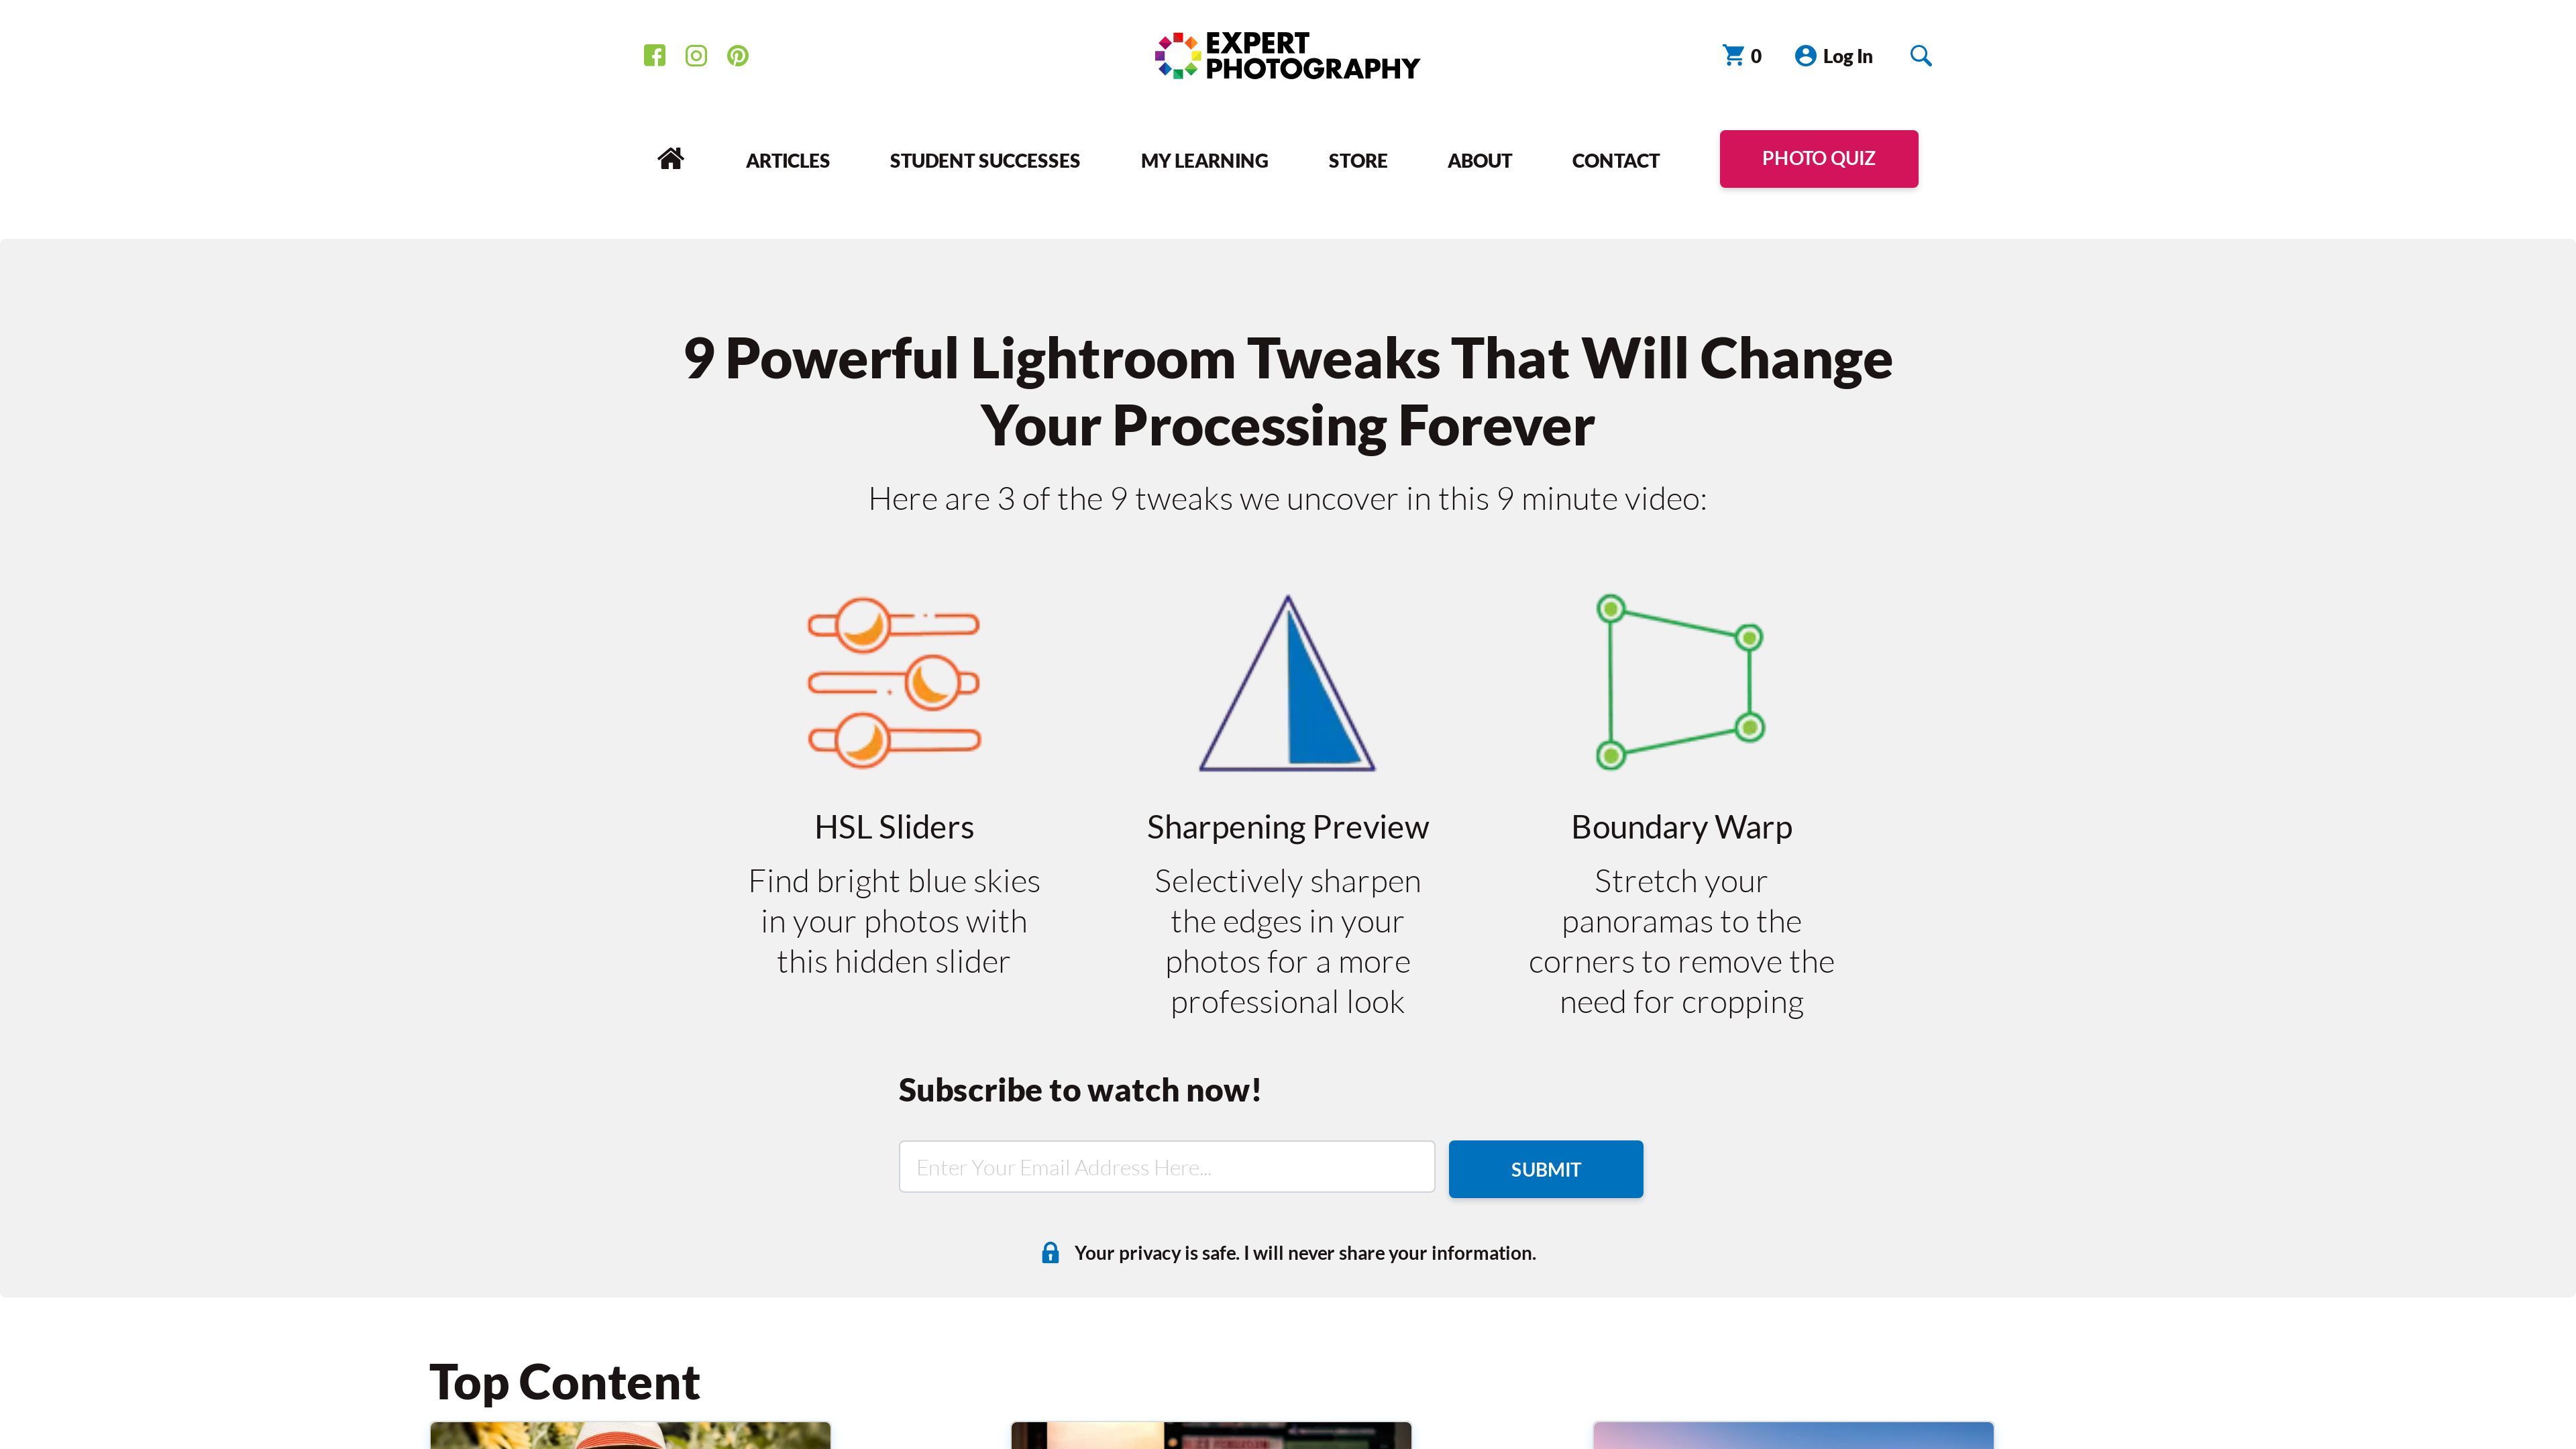 EXPERT
PHOTOGRAPHY
0
Log In
ARTICLES
STUDENT SUCCESSES
MY LEARNING
STORE
ABOUT
CONTACT
PHOTO QUIZ
9 Powerful Lightroom Tweaks That Will Change
Your Processing Forever
Here are 3 of the 9 tweaks we uncover in this 9 minute video:
HSL Sliders
Find bright blue skies
in your photos with
this hidden slider
Sharpening Preview
Selectively sharpen
the edges in your
photos for a more
professional look
Boundary Warp
Stretch your
panoramas to the
corners to remove the
need for cropping
Subscribe to watch now!
Enter Your Email Address Here...
SUBMIT
Your privacy is safe. I will never share your information.
Top Content